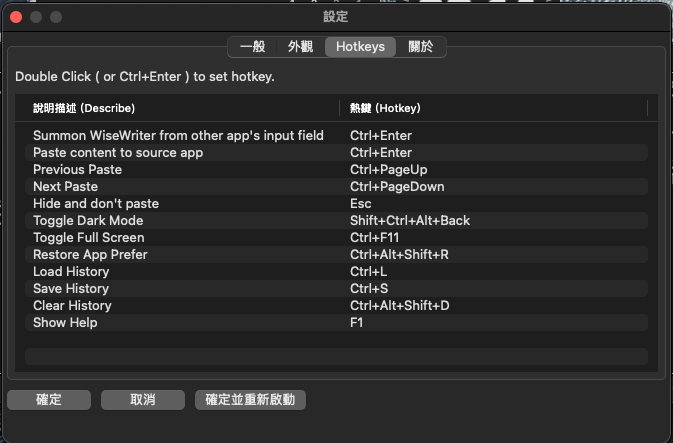 設定
一般 外觀 Hotkeys 關於
Double Click ( or Ctrl+Enter ) to set hotkey.
說明描述 (Describe) 熱鍵 (Hotkey)
Summon WiseWriter from other app's input field Ctrl+Enter
Paste content to source app Ctrl+Enter
Previous Paste Ctrl+PageUp
Next Paste Ctrl+PageDown
Hide and don't paste Esc
Toggle Dark Mode Shift+Ctrl+Alt+Back
Toggle Full Screen Ctrl+F11
Restore App Prefer Ctrl+Alt+Shift+R
Load History Ctrl+L
Save History Ctrl+S
Clear History Ctrl+Alt+Shift+D
Show Help F1
確定 取消 確定並重新啟動